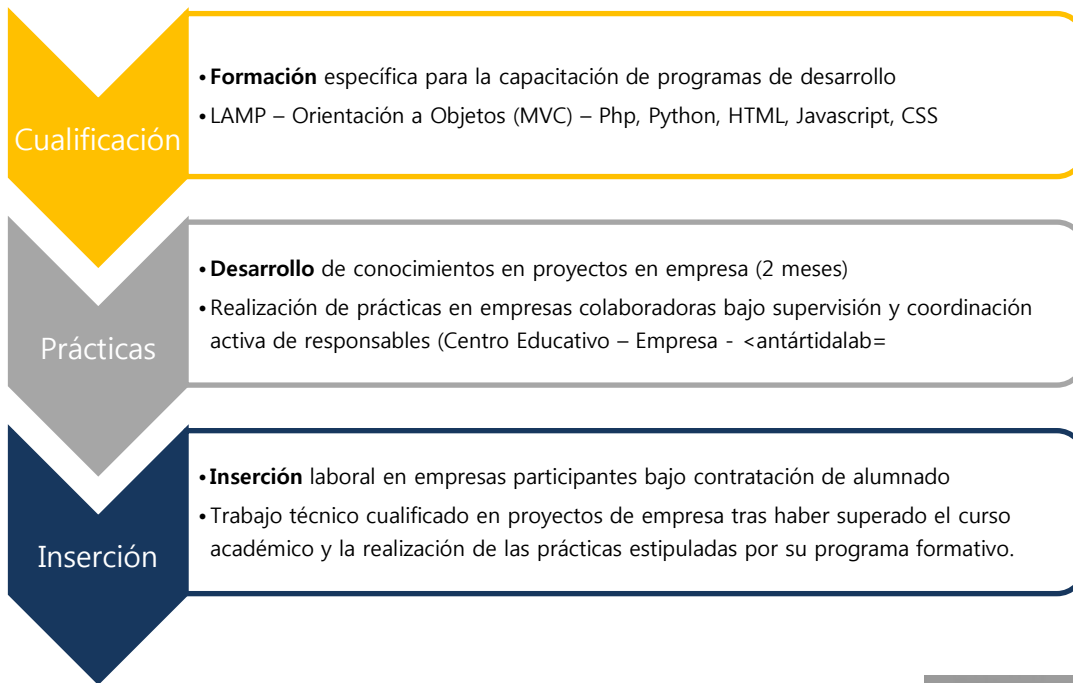 Cualificación
• Formación específica para la capacitación de programas de desarrollo
• LAMP – Orientación a Objetos (MVC) – Php, Python, HTML, Javascript, CSS
Prácticas
• Desarrollo de conocimientos en proyectos en empresa (2 meses)
• Realización de prácticas en empresas colaboradoras bajo supervisión y coordinación
activa de responsables (Centro Educativo – Empresa - <antártidalab=
Inserción
• Inserción laboral en empresas participantes bajo contratación de alumnado
• Trabajo técnico cualificado en proyectos de empresa tras haber superado el curso
académico y la realización de las prácticas estipuladas por su programa formativo.